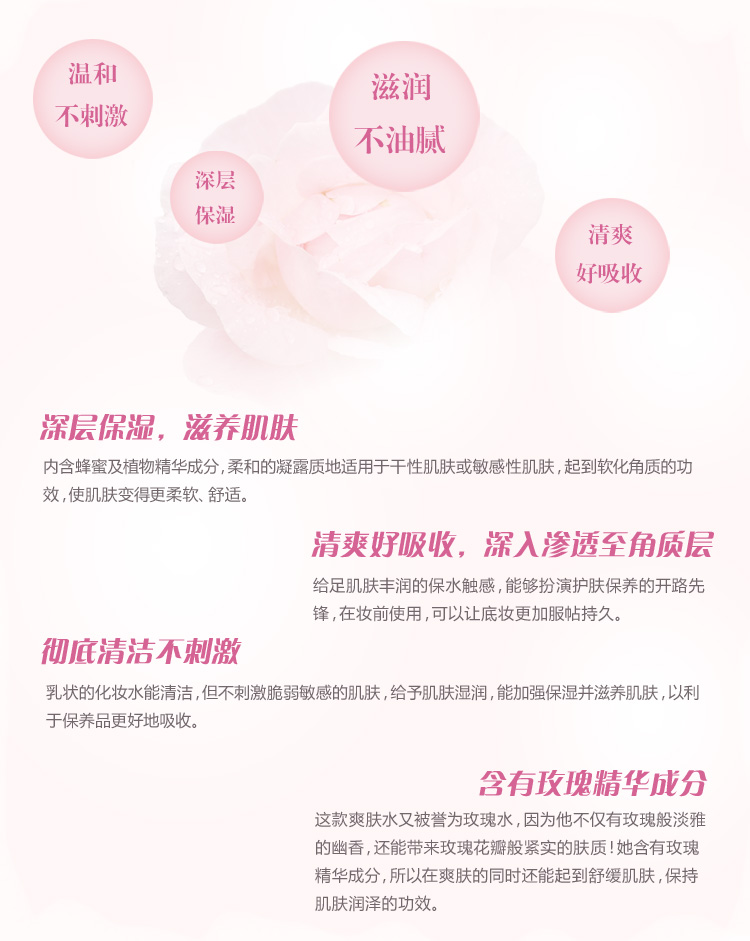 温和
不刺激
滋润
不油腻
深层
保湿
清爽
好吸收
深层保湿，滋养肌肤
内含蜂蜜及植物精华成分,柔和的凝露质地适用于干性肌肤或敏感性肌肤,起到软化角质的功
效,使肌肤变得更柔软、舒适。
清爽好吸收，深入渗透至角质层
给足肌肤丰润的保水触感,能够扮演护肤保养的开路先
锋,在妆前使用,可以让底妆更加服帖持久。
彻底清洁不刺激
乳状的化妆水能清洁,但不刺激脆弱敏感的肌肤,给予肌肤湿润,能加强保湿并滋养肌肤,以利
于保养品更好地吸收。
含有玫瑰精华成分
这款爽肤水又被誉为玫瑰水,因为他不仅有玫瑰般淡雅
的幽香,还能带来玫瑰花瓣般紧实的肤质!她含有玫瑰
精华成分,所以在爽肤的同时还能起到舒缓肌肤,保持
肌肤润泽的功效。